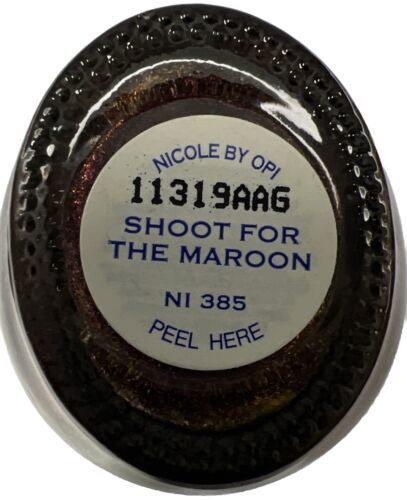 NICOLE BY OPI
11319AAG
SHOOT FOR
THE MAROON
NI 385
PEEL HERE